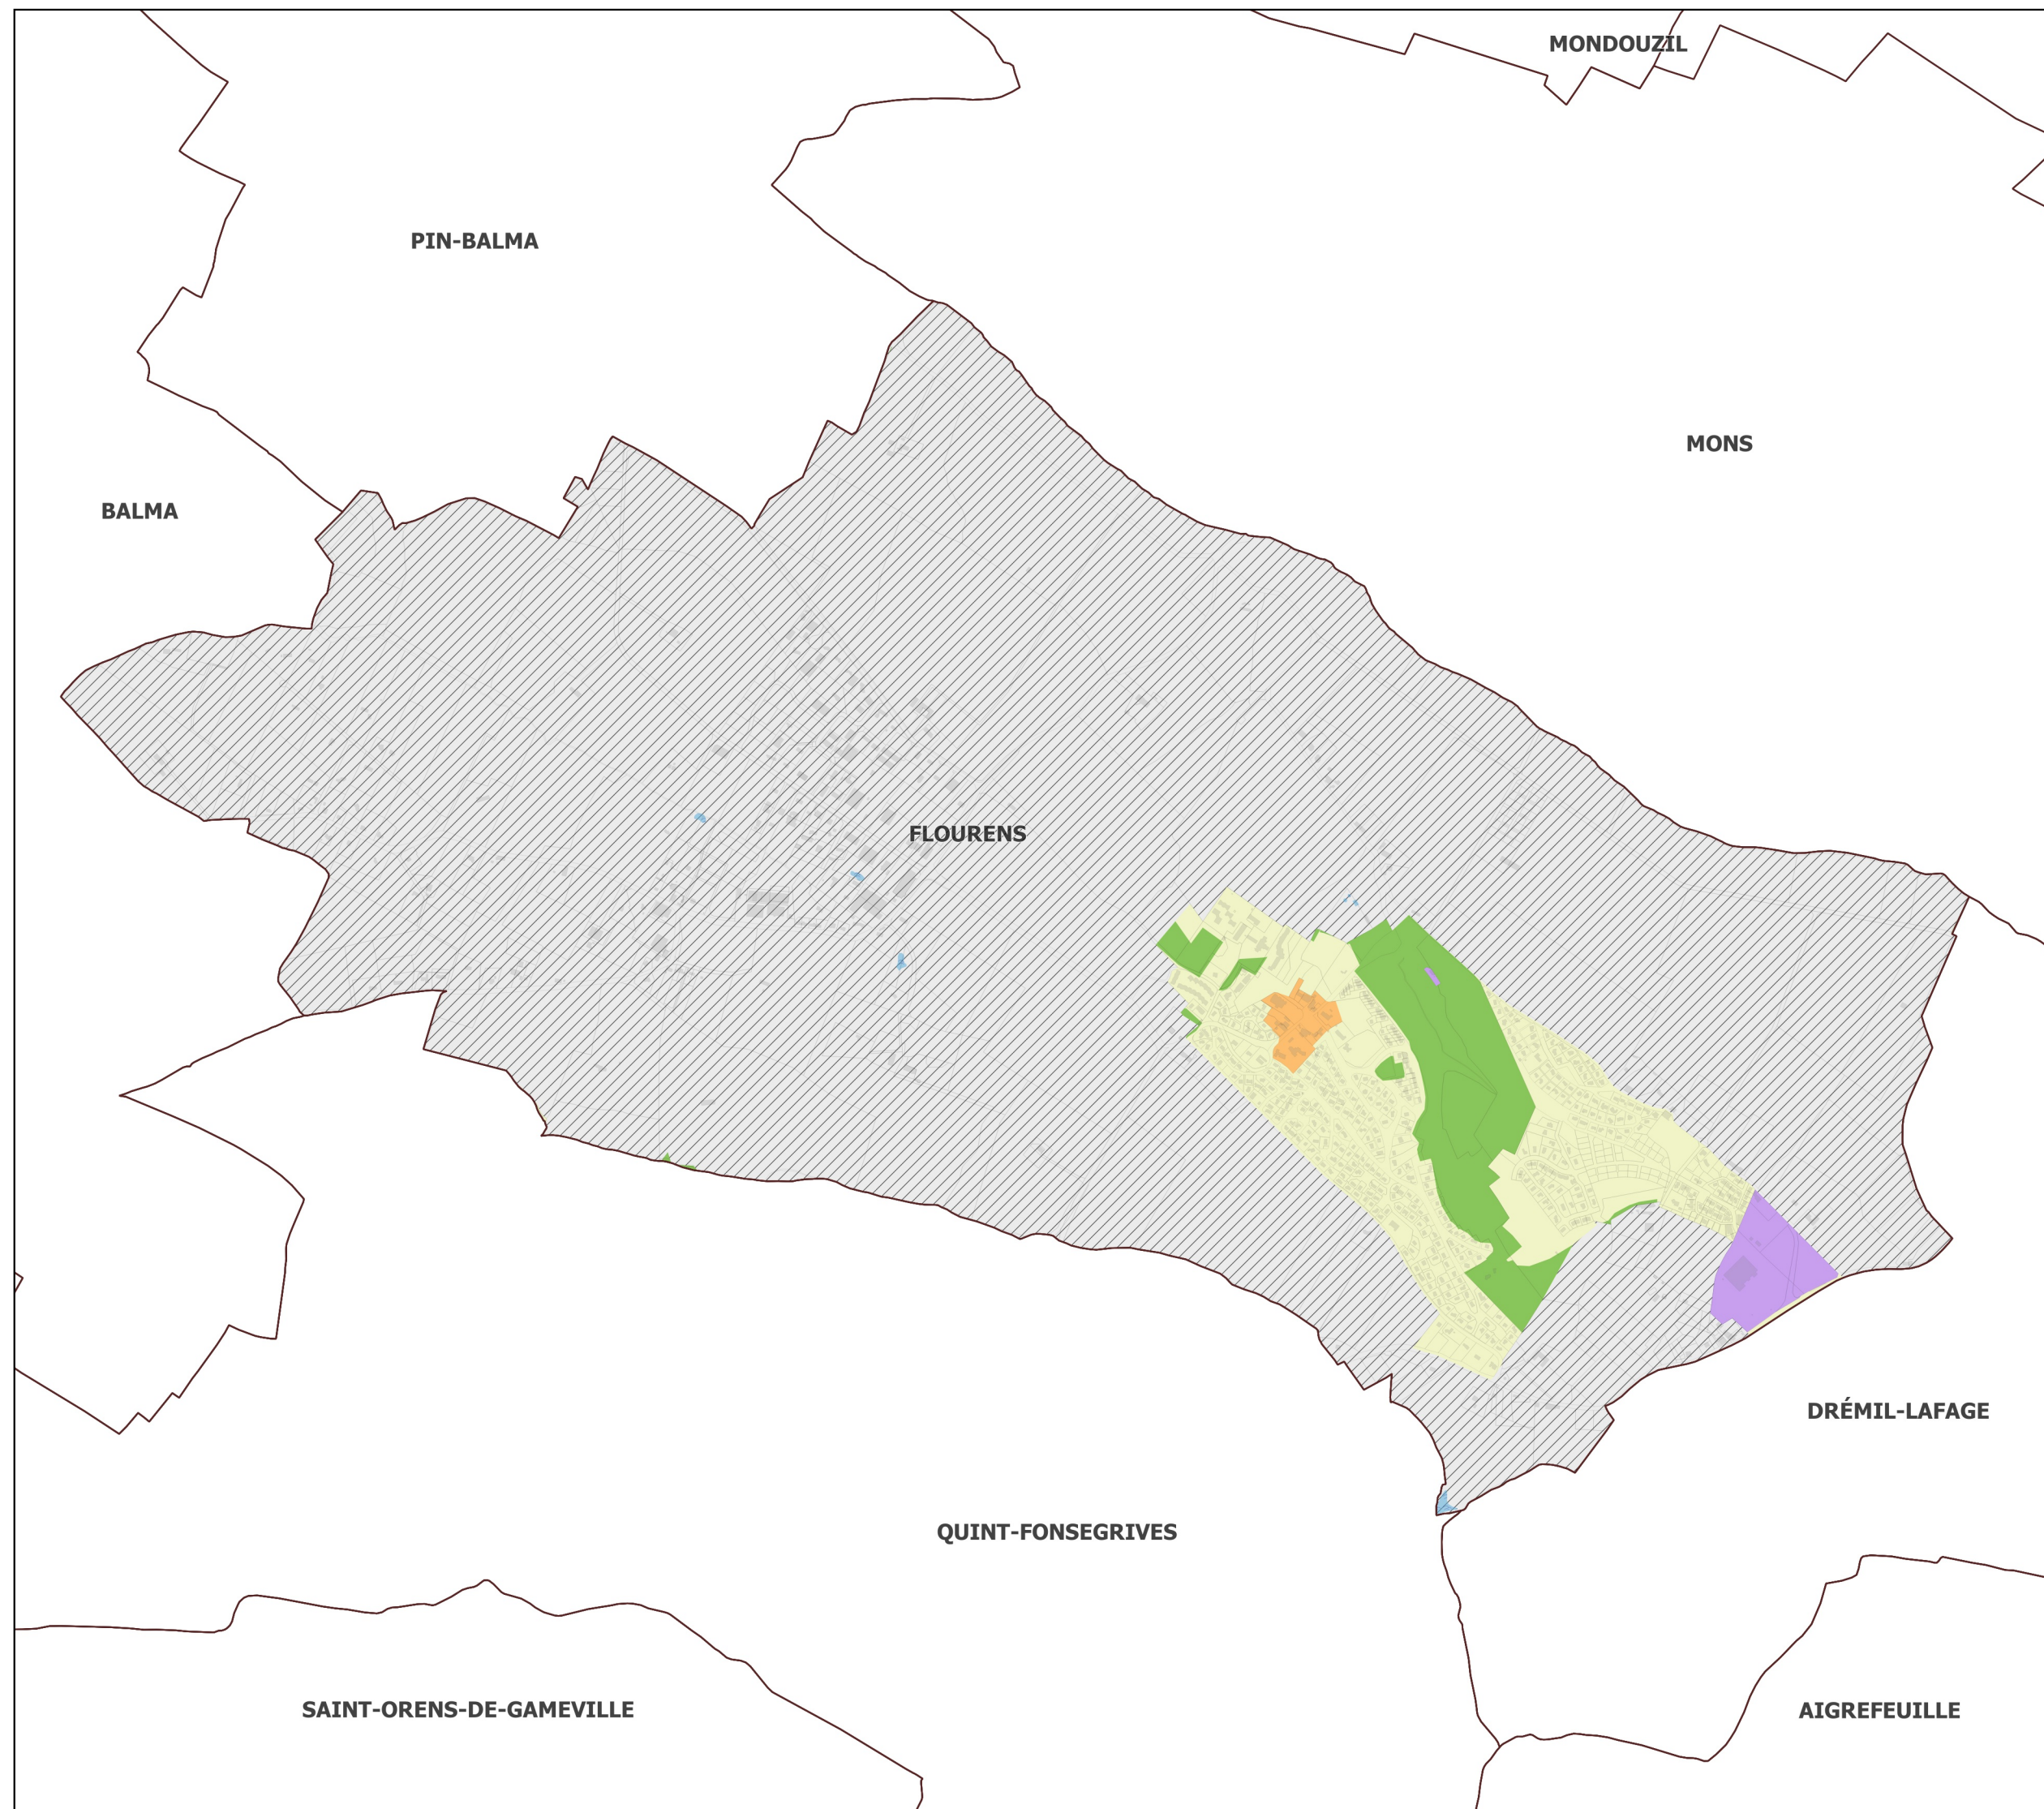 MONDOUZIL
PIN-BALMA
MONS
BALMA
FLOURENS
DRÉMIL-LAFAGE
QUINT-FONSEGRIVES
SAINT-ORENS-DE-GAMEVILLE
AIGREFEUILLE